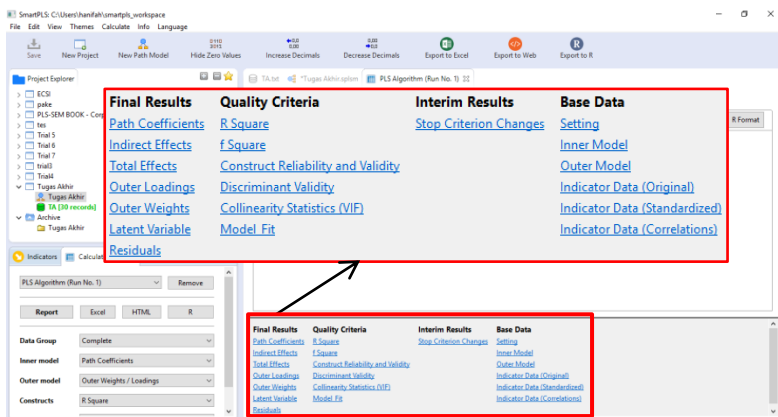 SmartPLS: C:\Users\hanifah\smartpls_workspace
File Edit View Themes Calculate Info Language
Save New Project New Path Model Hide Zero Values Increase Decimals Decrease Decimals Export to Excel Export to Web Export to R
Project Explorer
ECSI
pake
PLS-SEM BOOK - Corp
tes
Trial 5
Trial 6
Trial 7
trial3
Trial4
Tugas Akhir
Tugas Akhir
TA [30 records]
Archive
Tugas Akhir
TA.txt *Tugas Akhir.splsm PLS Algorithm (Run No. 1)
R Format
Final Results Quality Criteria Interim Results Base Data
Path Coefficients R Square Stop Criterion Changes Setting
Indirect Effects f Square Inner Model
Total Effects Construct Reliability and Validity Outer Model
Outer Loadings Discriminant Validity Indicator Data (Original)
Outer Weights Collinearity Statistics (VIF) Indicator Data (Standardized)
Latent Variable Model_Fit Indicator Data (Correlations)
Residuals
Indicators Calculat
PLS Algorithm (Run No. 1) Remove
Report Excel HTML R
Data Group Complete
Inner model Path Coefficients
Outer model Outer Weights / Loadings
Constructs R Square
Final Results Quality Criteria Interim Results Base Data
Path Coefficients R Square Stop Criterion Changes Setting
Indirect Effects f Square Inner Model
Total Effects Construct Reliability and Validity Outer Model
Outer Loadings Discriminant Validity Indicator Data (Original)
Outer Weights Collinearity Statistics (VIF) Indicator Data (Standardized)
Latent Variable Model_Fit Indicator Data (Correlations)
Residuals